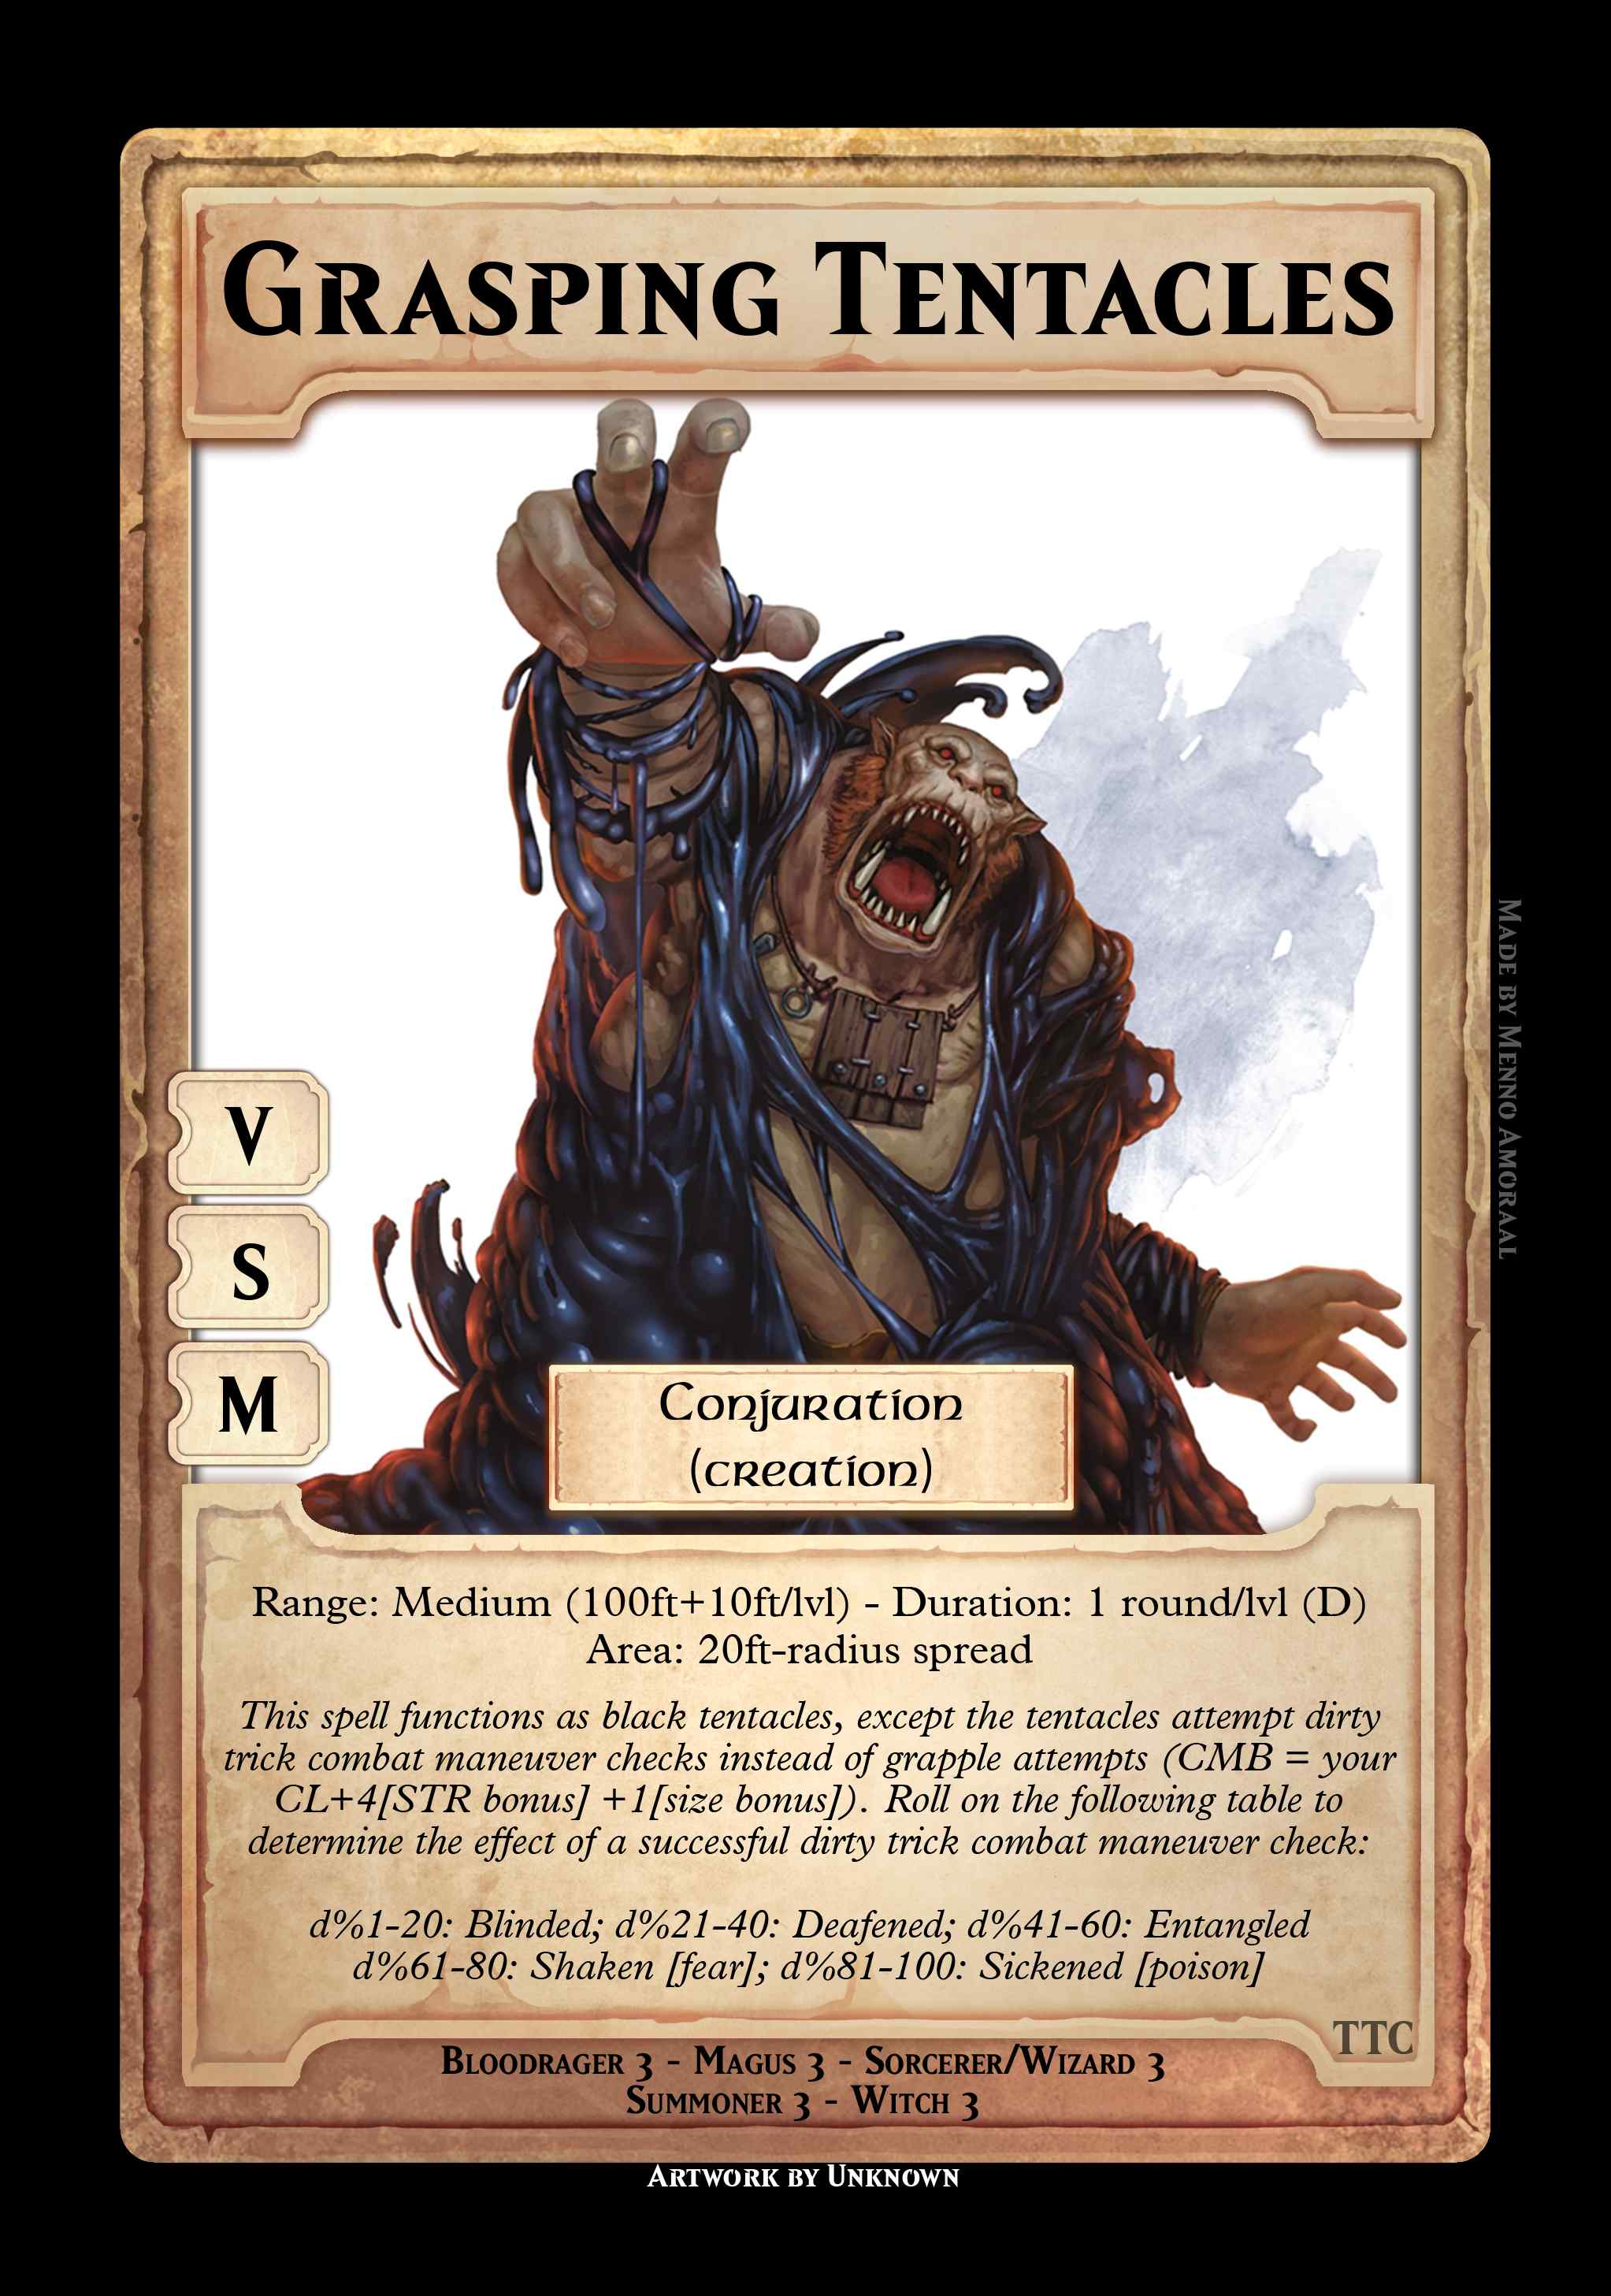 Grasping Tentacles
V
S
M
Conjuration
(creation)
Range: Medium (100ft+10ft/lvl) - Duration: 1 round/lvl (D)
Area: 20ft-radius spread
This spell functions as black tentacles, except the tentacles attempt dirty
trick combat maneuver checks instead of grapple attempts (CMB = your
CL+4[STR bonus] +1[size bonus]). Roll on the following table to
determine the effect of a successful dirty trick combat maneuver check:
d%1-20: Blinded; d%21-40: Deafened; d%41-60: Entangled
d%61-80: Shaken [fear]; d%81-100: Sickened [poison]
TTC
Bloodrager 3 - Magus 3 - Sorcerer/Wizard 3
Summoner 3 - Witch 3
Artwork by Unknown
Made by Menno Amoraal